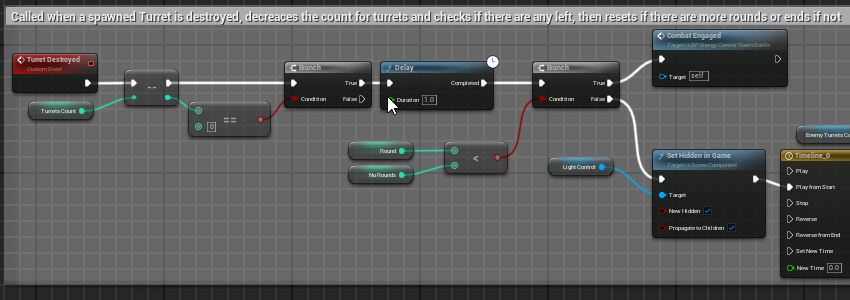 Called when a spawned Turret is destroyed, decreaces the count for turrets and checks if there are any left, then resets if there are more rounds or ends if not
Combat Engaged
Target is BP Energy Control Room Battle
Target self
Turret Destroyed
Custom Event
Turrets Count
--
0
==
Branch
True
Condition
False
Delay
Completed
Duration 1.0
Branch
True
Condition
False
Round
No Rounds
<
Light Control
Set Hidden in Game
Target is Scene Component
Target
New Hidden
Propagate to Children
Enemy Turrets Co
Timeline_0
Play
Play from Start
Stop
Reverse
Reverse from End
Set New Time
New Time 0.0